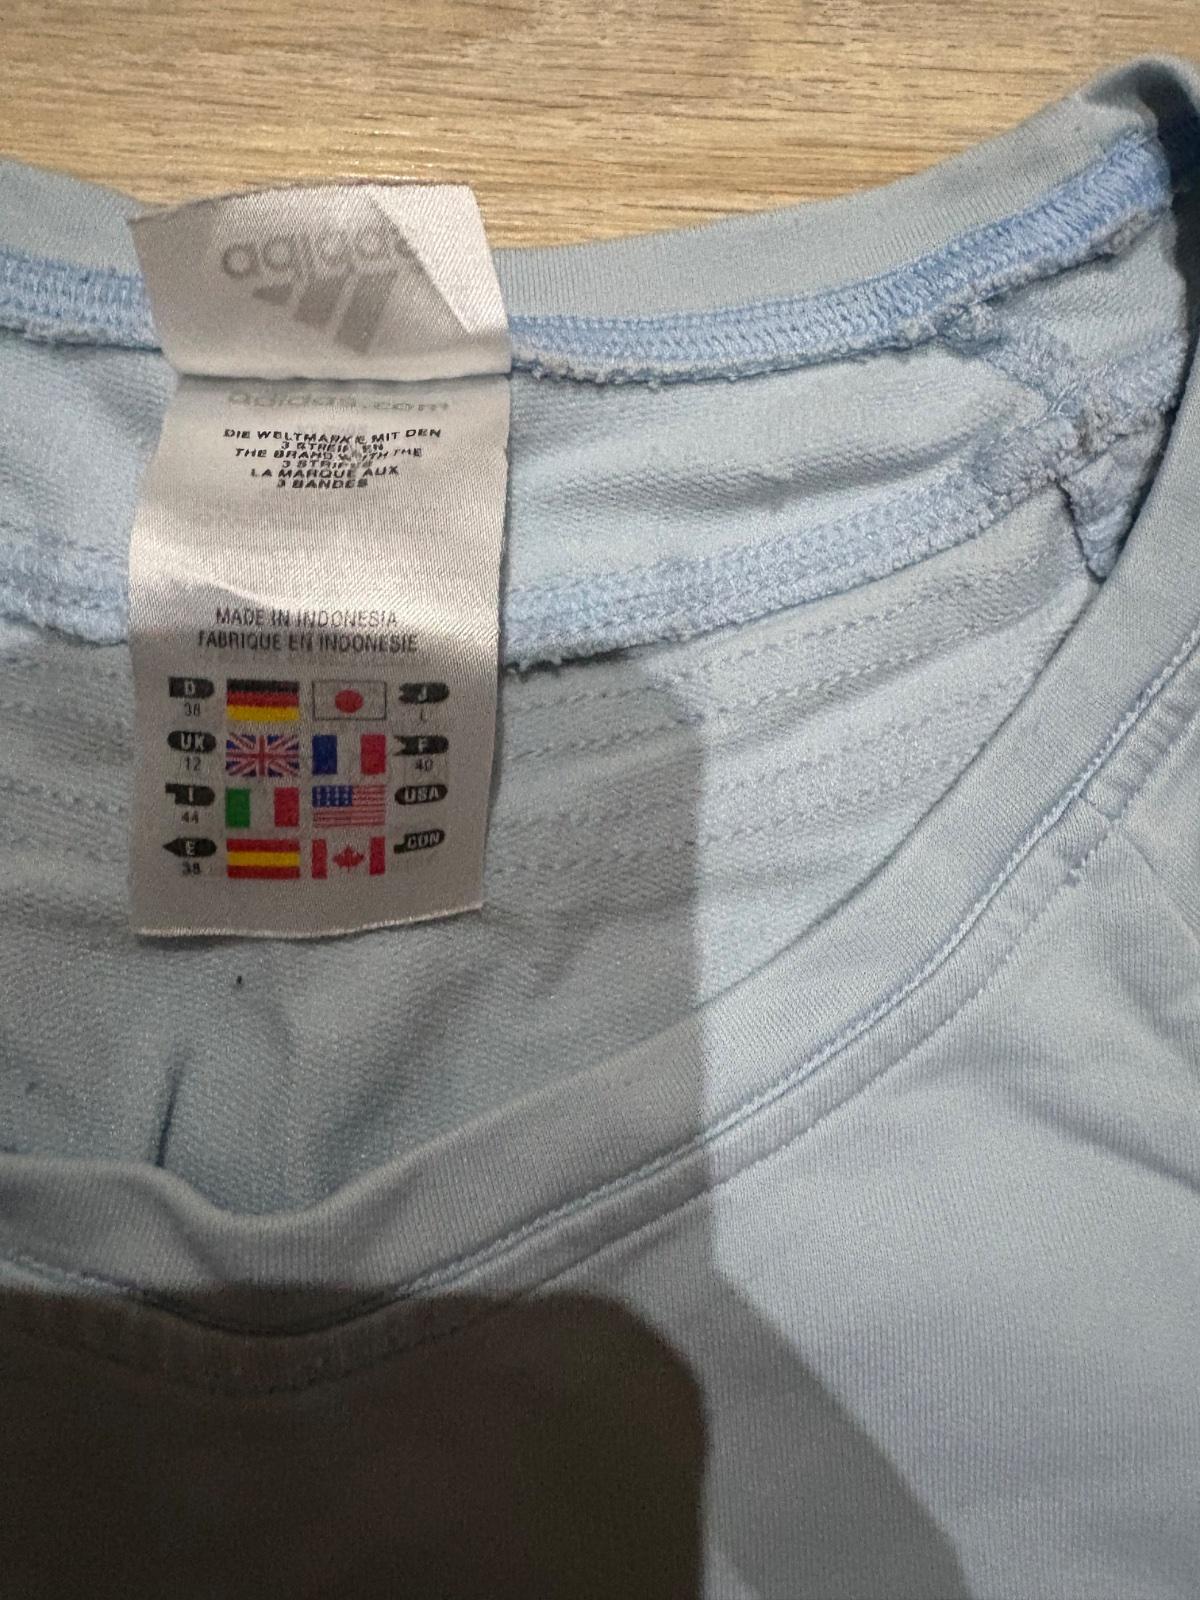 adidas
adidas.com
DIE WELTMARKE MIT DEN
3 STREIFEN
THE BRAND WITH THE
3 STRIPES
LA MARQUE AUX
3 BANDES
MADE IN INDONESIA
FABRIQUE EN INDONESIE
D J
38 L
UK F
12 40
I USA
44
E CDN
38